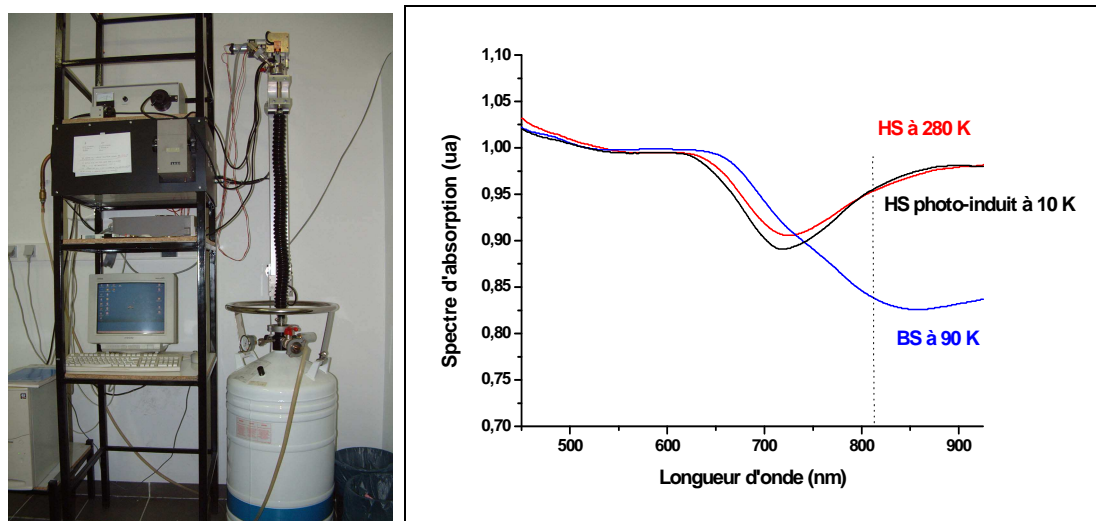 1,10
1,05
1,00
0,95
0,90
0,85
0,80
0,75
0,70
Spectre d'absorption (ua)
HS à 280 K
HS photo-induit à 10 K
BS à 90 K
500
600
700
800
900
Longueur d'onde (nm)